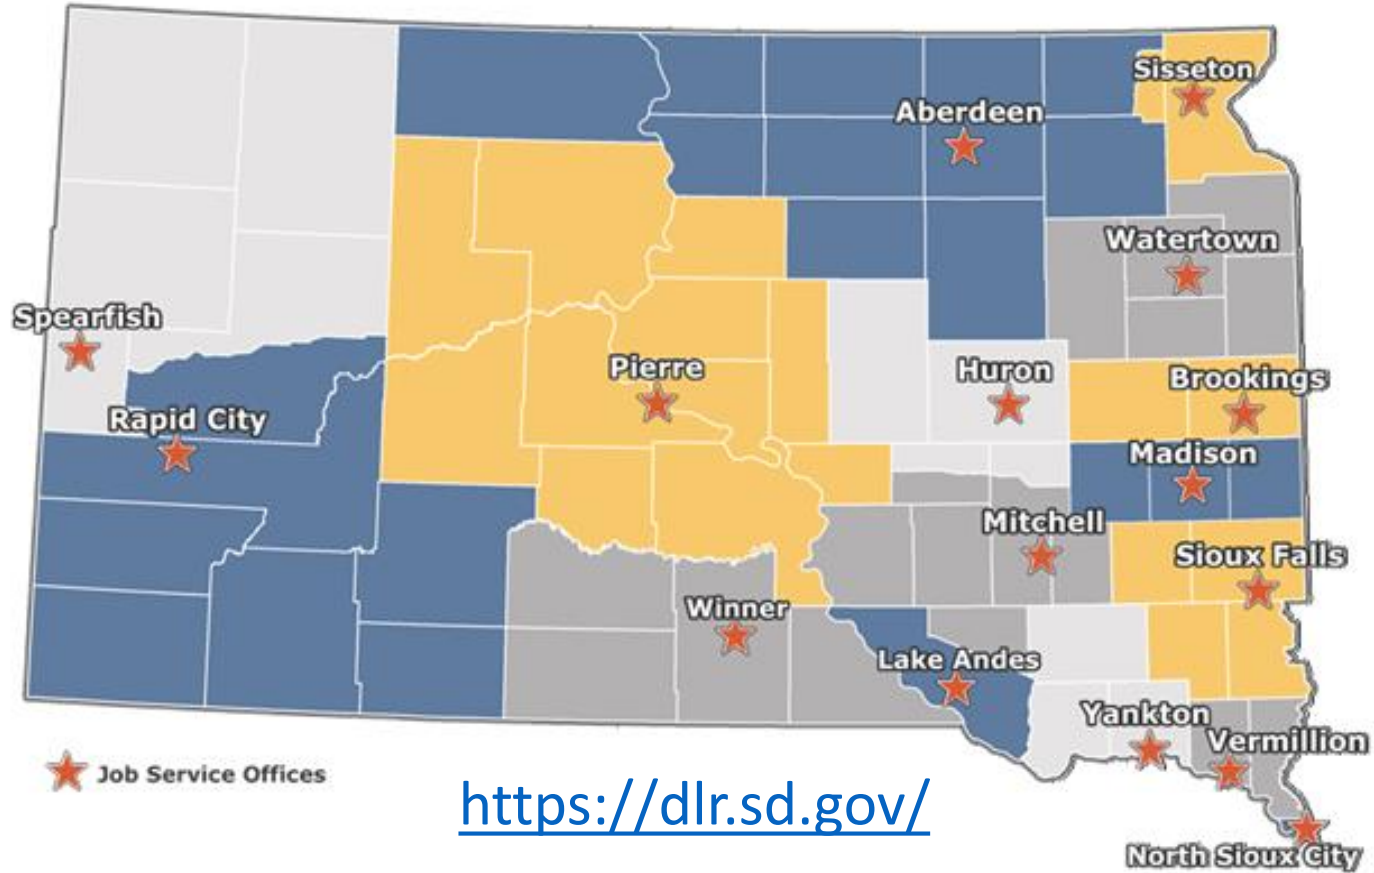 Sisseton
Aberdeen
Watertown
Spearfish
Pierre
Huron
Brookings
Rapid City
Madison
Mitchell
Sioux Falls
Winner
Lake Andes
Yankton
Vermillion
Job Service Offices
https://dlr.sd.gov/
North Sioux City